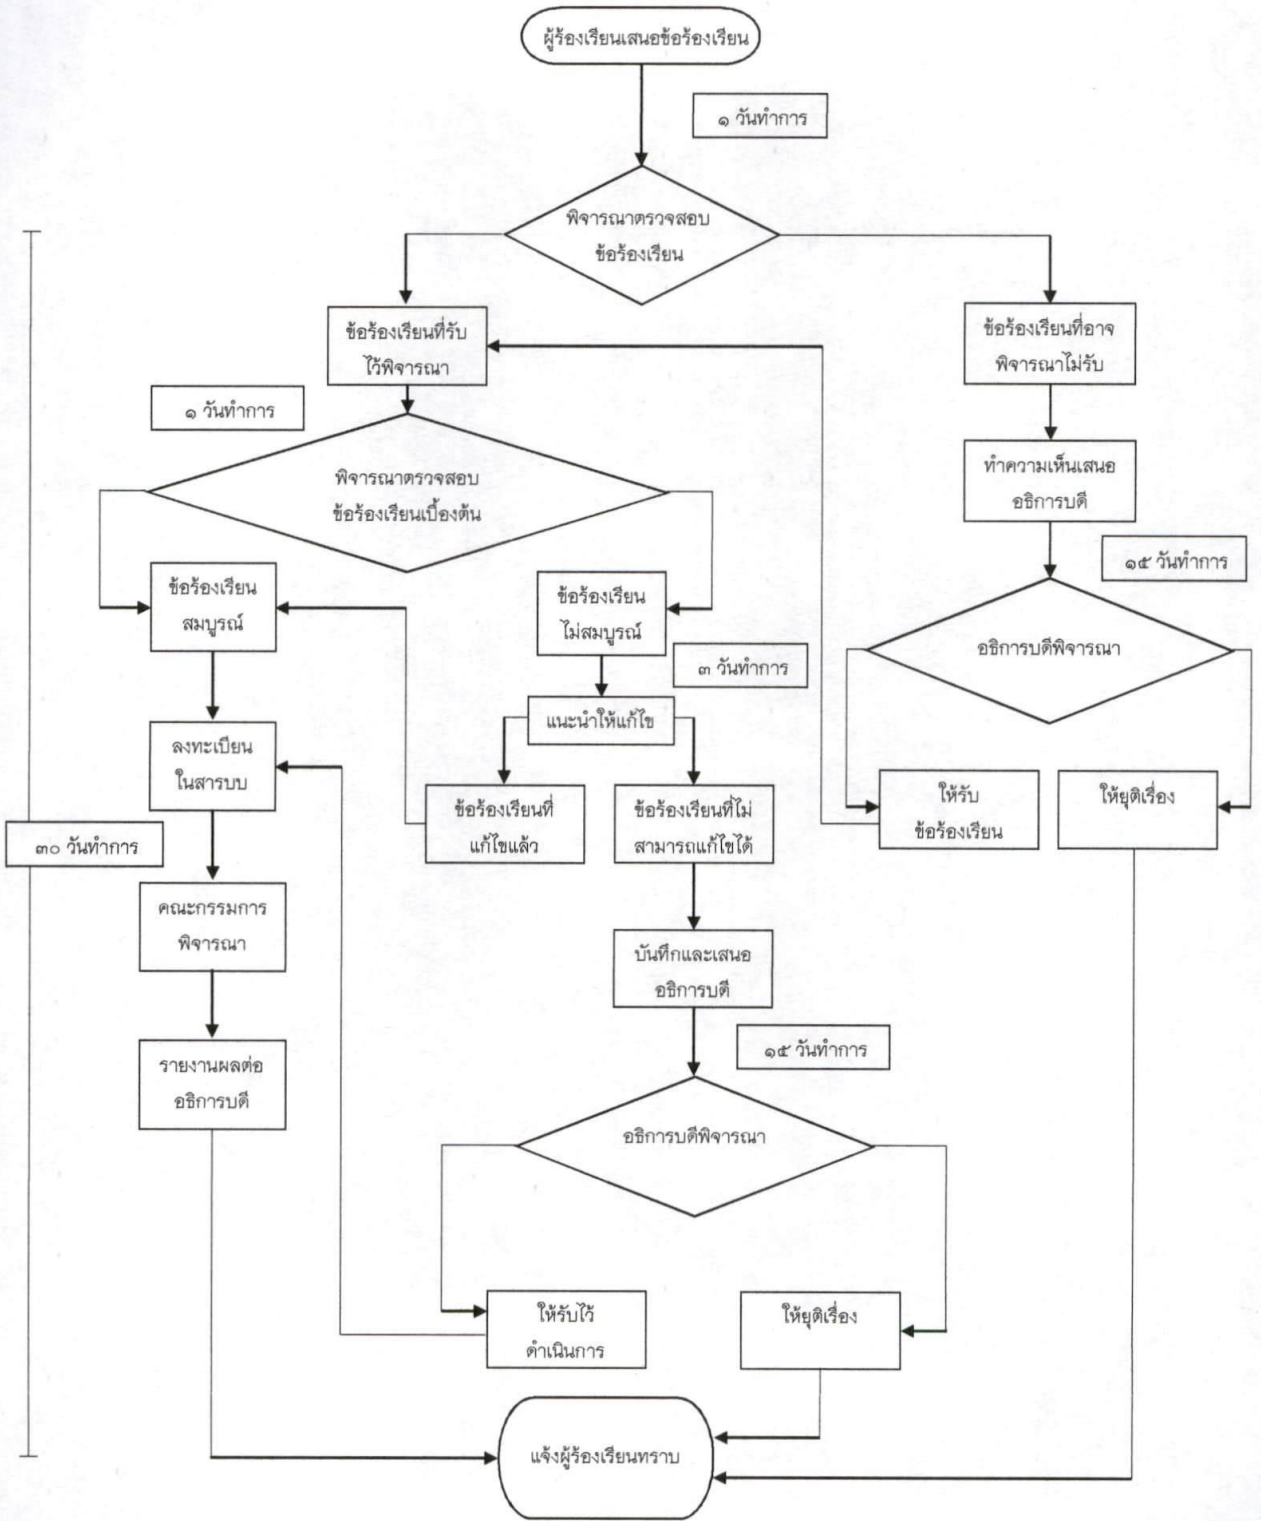 ผู้ร้องเรียนเสนอข้อร้องเรียน
๑ วันทำการ
พิจารณาตรวจสอบ
ข้อร้องเรียน
ข้อร้องเรียนที่รับ
ไว้พิจารณา
ข้อร้องเรียนที่อาจ
พิจารณาไม่รับ
๑ วันทำการ
พิจารณาตรวจสอบ
ข้อร้องเรียนเบื้องต้น
ทำความเห็นเสนอ
อธิการบดี
๑๕ วันทำการ
ข้อร้องเรียน
สมบูรณ์
ข้อร้องเรียน
ไม่สมบูรณ์
๓ วันทำการ
อธิการบดีพิจารณา
แนะนำให้แก้ไข
ลงทะเบียน
ในสารบบ
ข้อร้องเรียนที่
แก้ไขแล้ว
ข้อร้องเรียนที่ไม่
สามารถแก้ไขได้
ให้รับ
ข้อร้องเรียน
ให้ยุติเรื่อง
๓๐ วันทำการ
คณะกรรมการ
พิจารณา
บันทึกและเสนอ
อธิการบดี
๑๕ วันทำการ
รายงานผลต่อ
อธิการบดี
อธิการบดีพิจารณา
ให้รับไว้
ดำเนินการ
ให้ยุติเรื่อง
แจ้งผู้ร้องเรียนทราบ